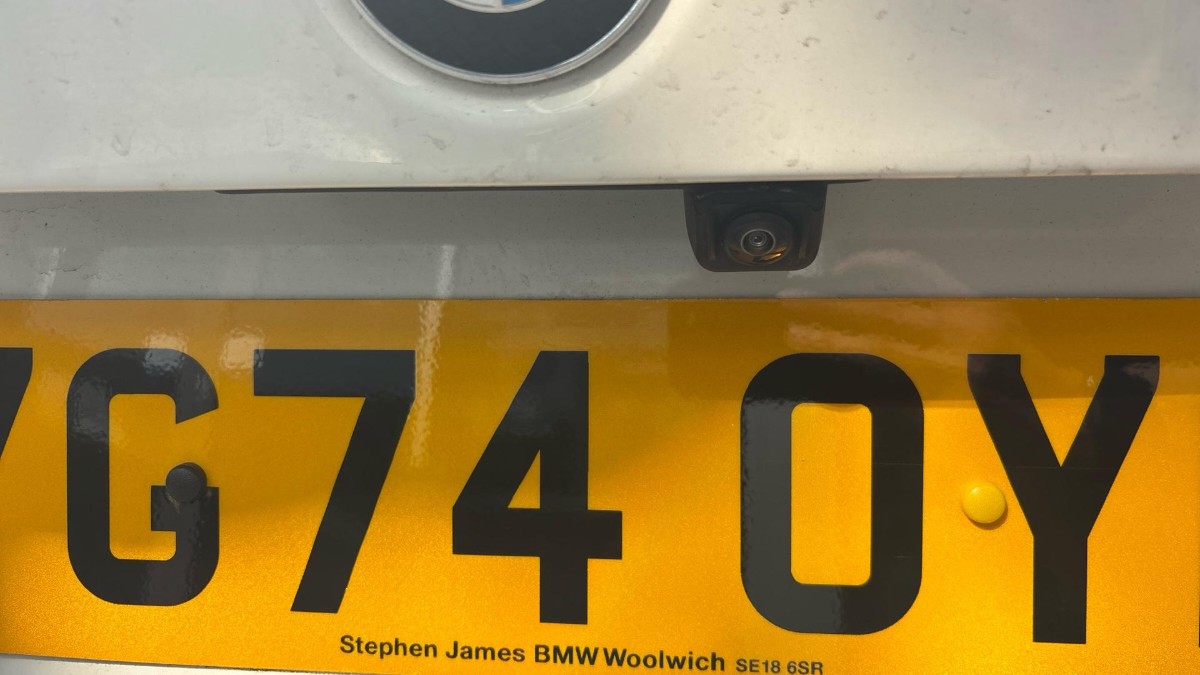 G74 OY
Stephen James BMW Woolwich SE18 6SR